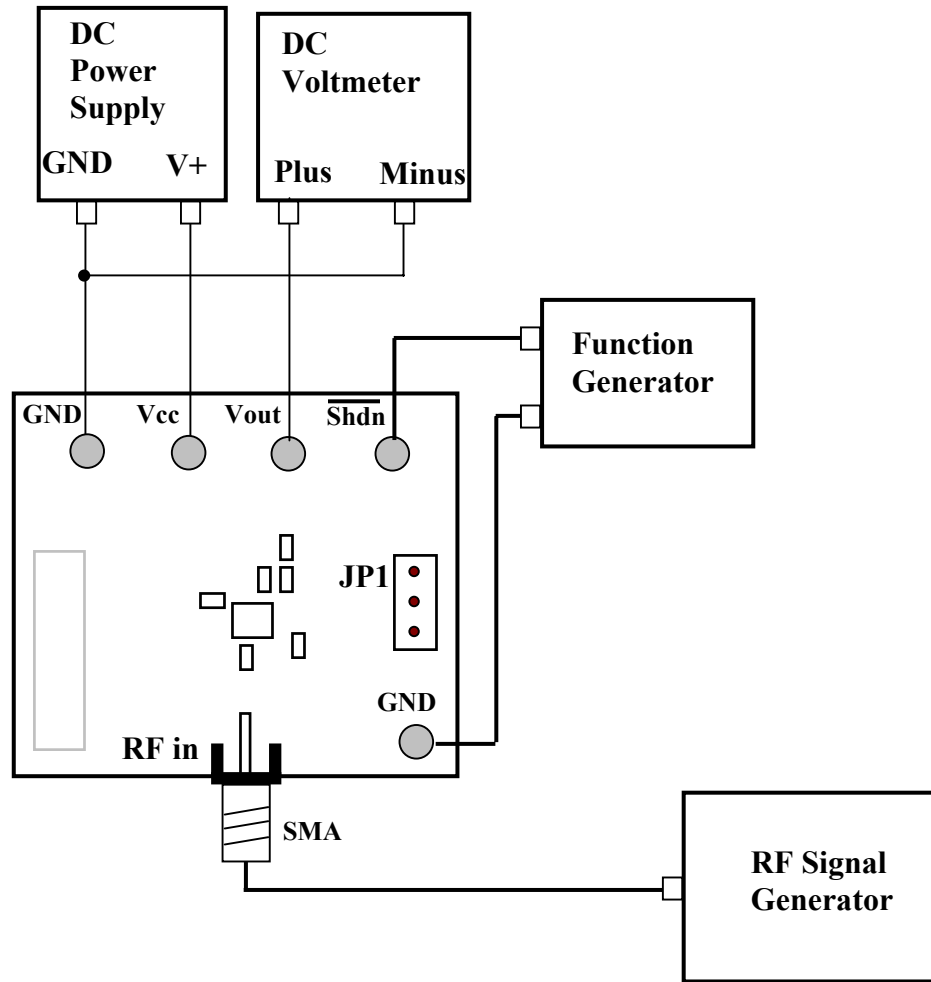 DC
Power
Supply
GND V+
DC
Voltmeter
Plus Minus
Function
Generator
GND Vcc Vout Shdn
JP1
GND
RF in
SMA
RF Signal
Generator